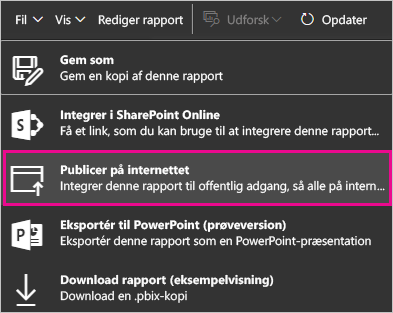 Fil Vis Rediger rapport Udforsk Opdater
Gem som
Gem en kopi af denne rapport
Integrer i SharePoint Online
Få et link, som du kan bruge til at integrere denne rapport...
Publicer på internettet
Integrer denne rapport til offentlig adgang, så alle på intern...
Eksportér til PowerPoint (prøveversion)
Eksportér denne rapport som en PowerPoint-præsentation
Download rapport (eksempelvisning)
Download en .pbix-kopi